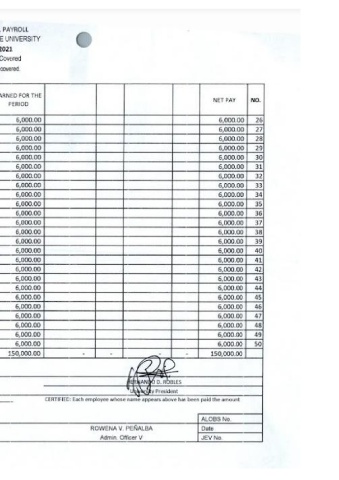 PAYROLL
E UNIVERSITY
2021
Covered
covered
ARNED FOR THE
PERIOD
NET PAY NO.
6,000.00 6,000.00 26
6,000.00 6,000.00 27
6,000.00 6,000.00 28
6,000.00 6,000.00 29
6,000.00 6,000.00 30
6,000.00 6,000.00 31
6,000.00 6,000.00 32
6,000.00 6,000.00 33
6,000.00 6,000.00 34
6,000.00 6,000.00 35
6,000.00 6,000.00 36
6,000.00 6,000.00 37
6,000.00 6,000.00 38
6,000.00 6,000.00 39
6,000.00 6,000.00 40
6,000.00 6,000.00 41
6,000.00 6,000.00 42
6,000.00 6,000.00 43
6,000.00 6,000.00 44
6,000.00 6,000.00 45
6,000.00 6,000.00 46
6,000.00 6,000.00 47
6,000.00 6,000.00 48
6,000.00 6,000.00 49
6,000.00 6,000.00 50
150,000.00 - - - - 150,000.00
D. ROBLES
University President
CERTIFIED: Each employee whose name appears above has been paid the amount
ALOBS No.
ROWENA V. PEÑALBA Date
Admin. Officer V JEV No.